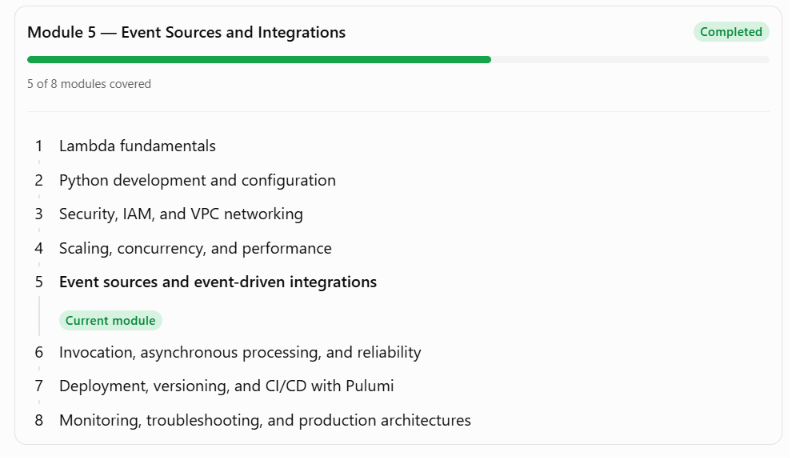 Module 5 — Event Sources and Integrations
Completed
5 of 8 modules covered
1 Lambda fundamentals
2 Python development and configuration
3 Security, IAM, and VPC networking
4 Scaling, concurrency, and performance
5 Event sources and event-driven integrations
Current module
6 Invocation, asynchronous processing, and reliability
7 Deployment, versioning, and CI/CD with Pulumi
8 Monitoring, troubleshooting, and production architectures